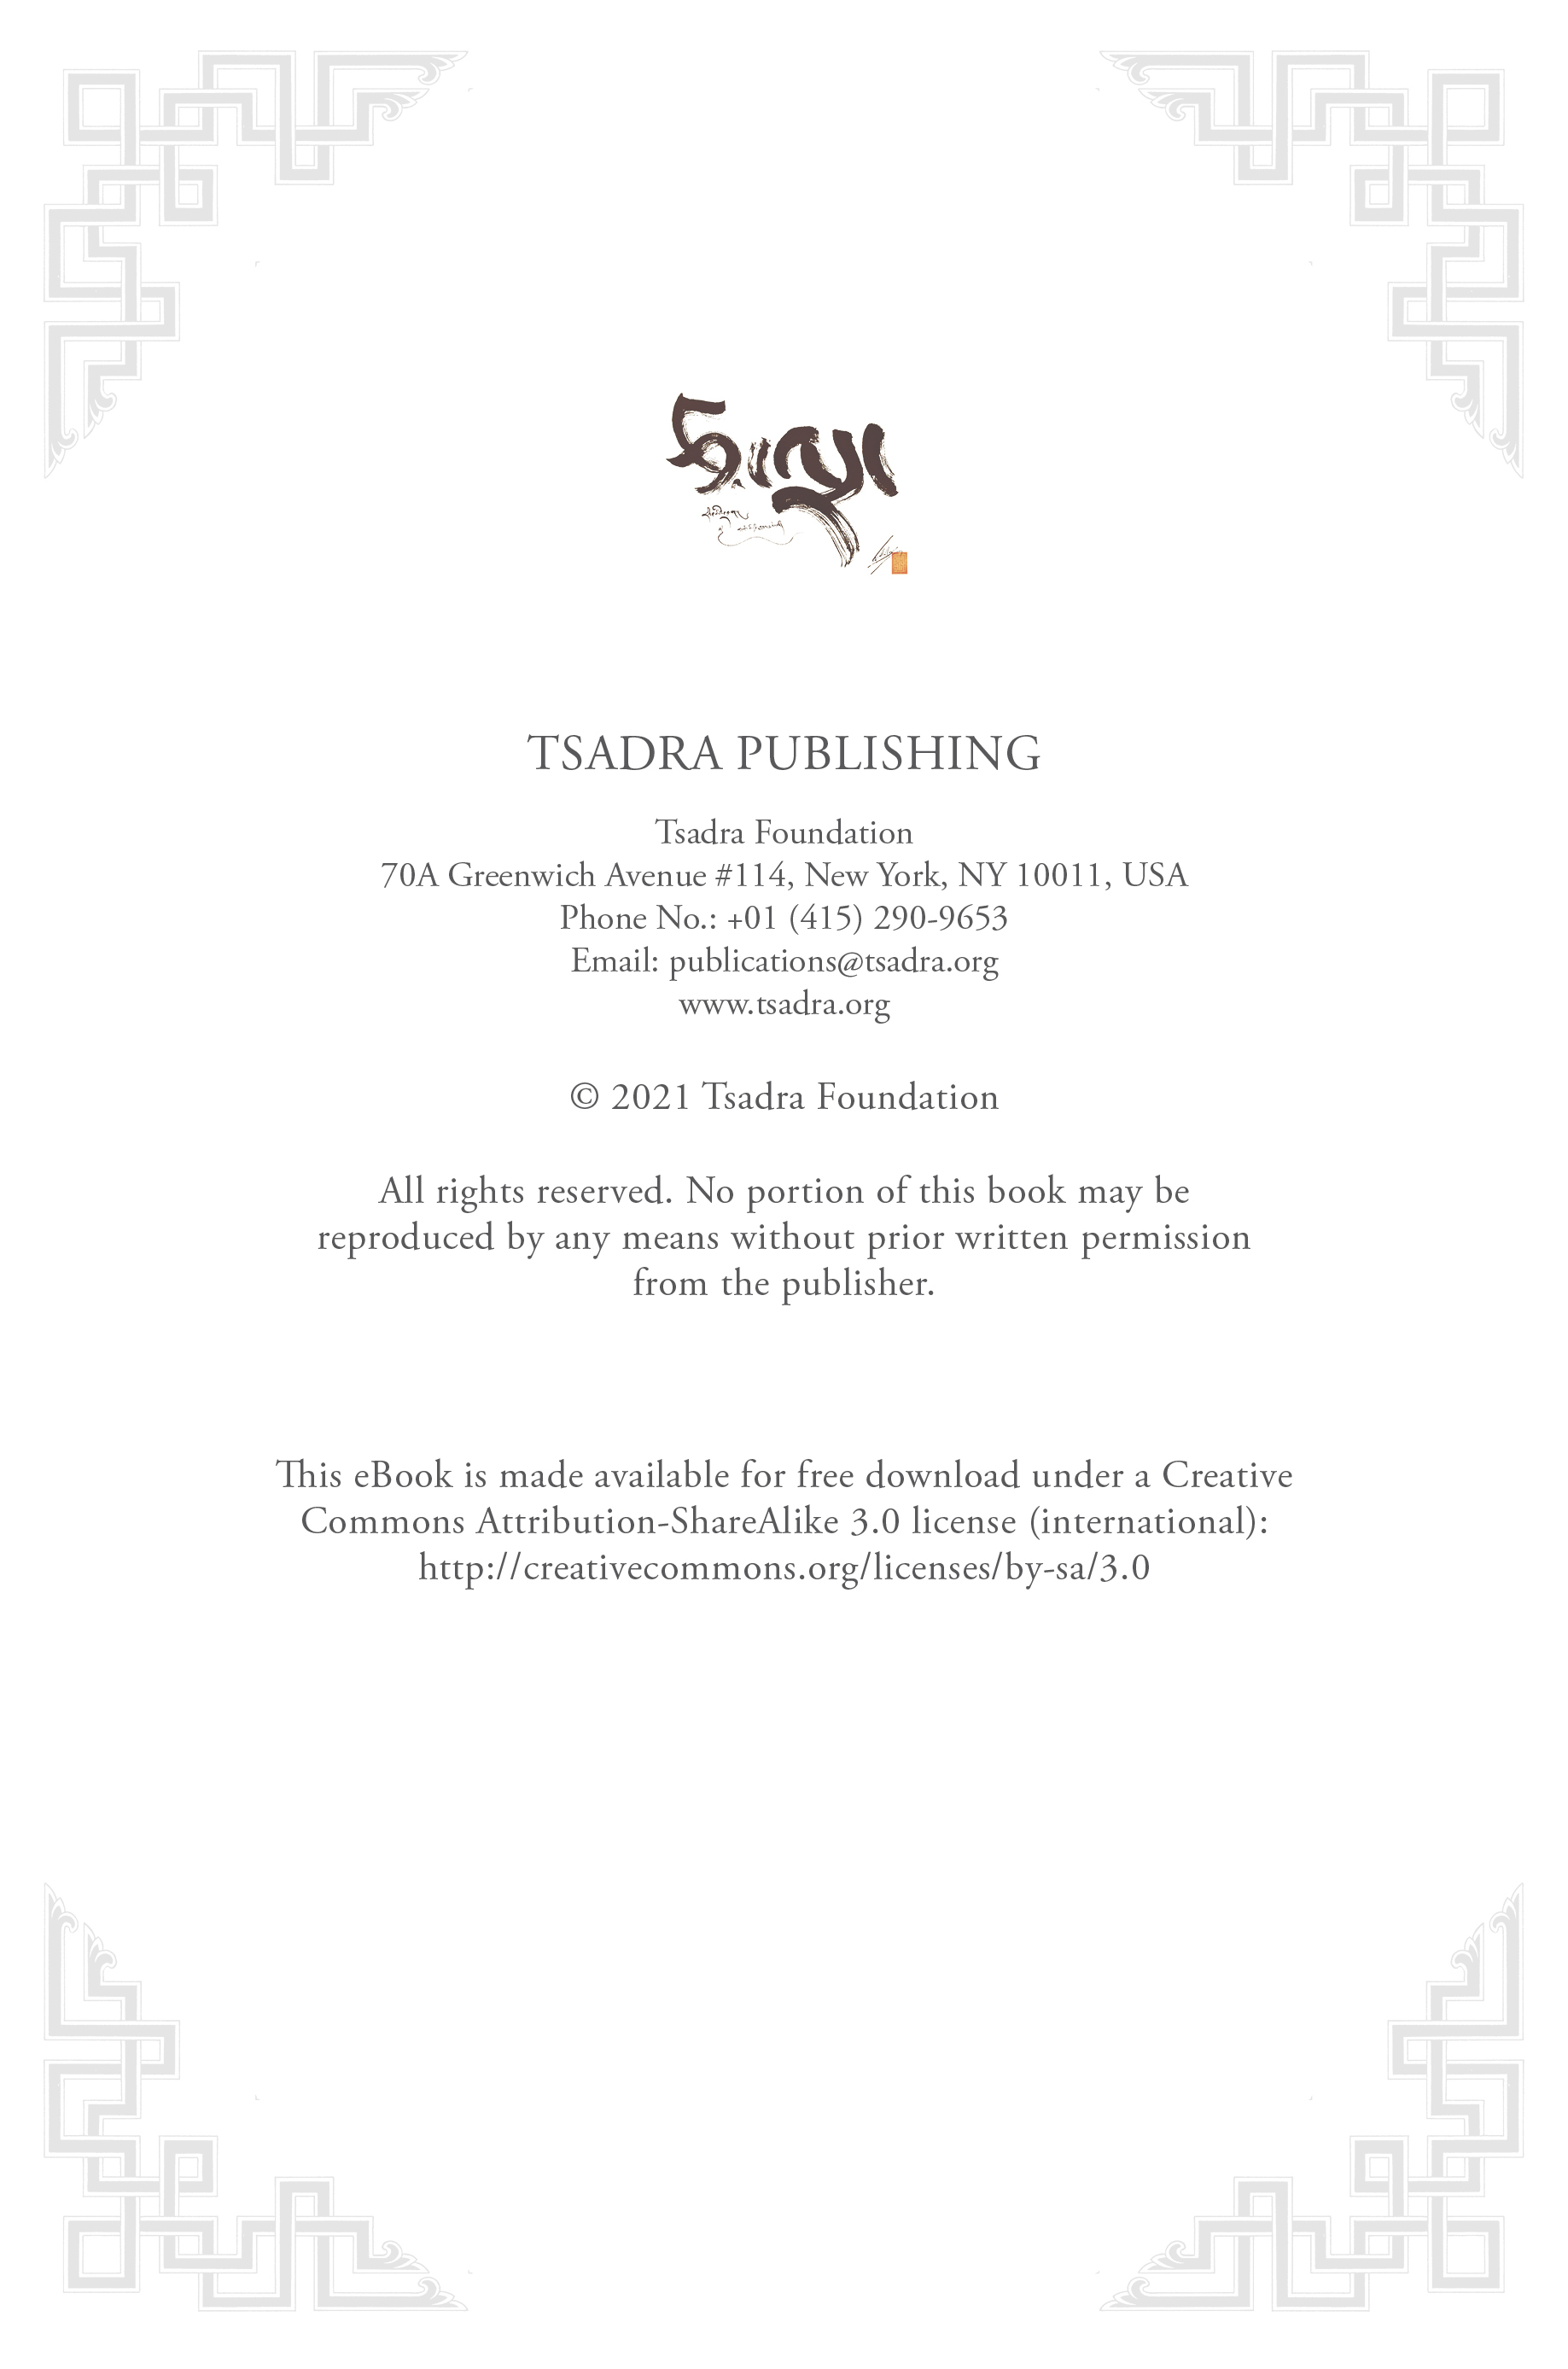 TSADRA PUBLISHING
Tsadra Foundation
70A Greenwich Avenue #114, New York, NY 10011, USA
Phone No.: +01 (415) 290-9653
Email: publications@tsadra.org
www.tsadra.org
© 2021 Tsadra Foundation
All rights reserved. No portion of this book may be
reproduced by any means without prior written permission
from the publisher.
This eBook is made available for free download under a Creative
Commons Attribution-ShareAlike 3.0 license (international):
http://creativecommons.org/licenses/by-sa/3.0